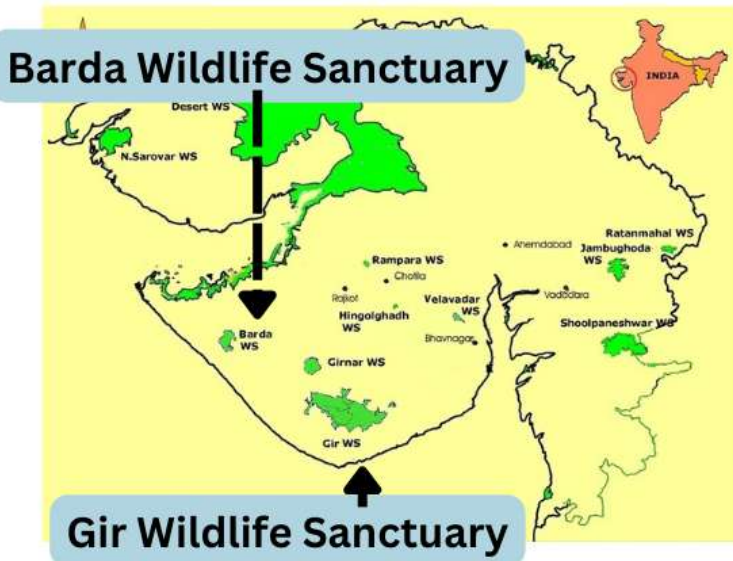 Barda Wildlife Sanctuary
INDIA
Desert WS
N.Sarovar WS
Ratanmahal WS
Ahemdabad
Jambughoda
WS
Rampara WS
Chotila
Rajkot
Vadodara
Velavadar
WS
Hingolghadh
WS
Shoolpaneshwar WS
Barda
WS
Bhavnagar
Girnar WS
Gir WS
Gir Wildlife Sanctuary